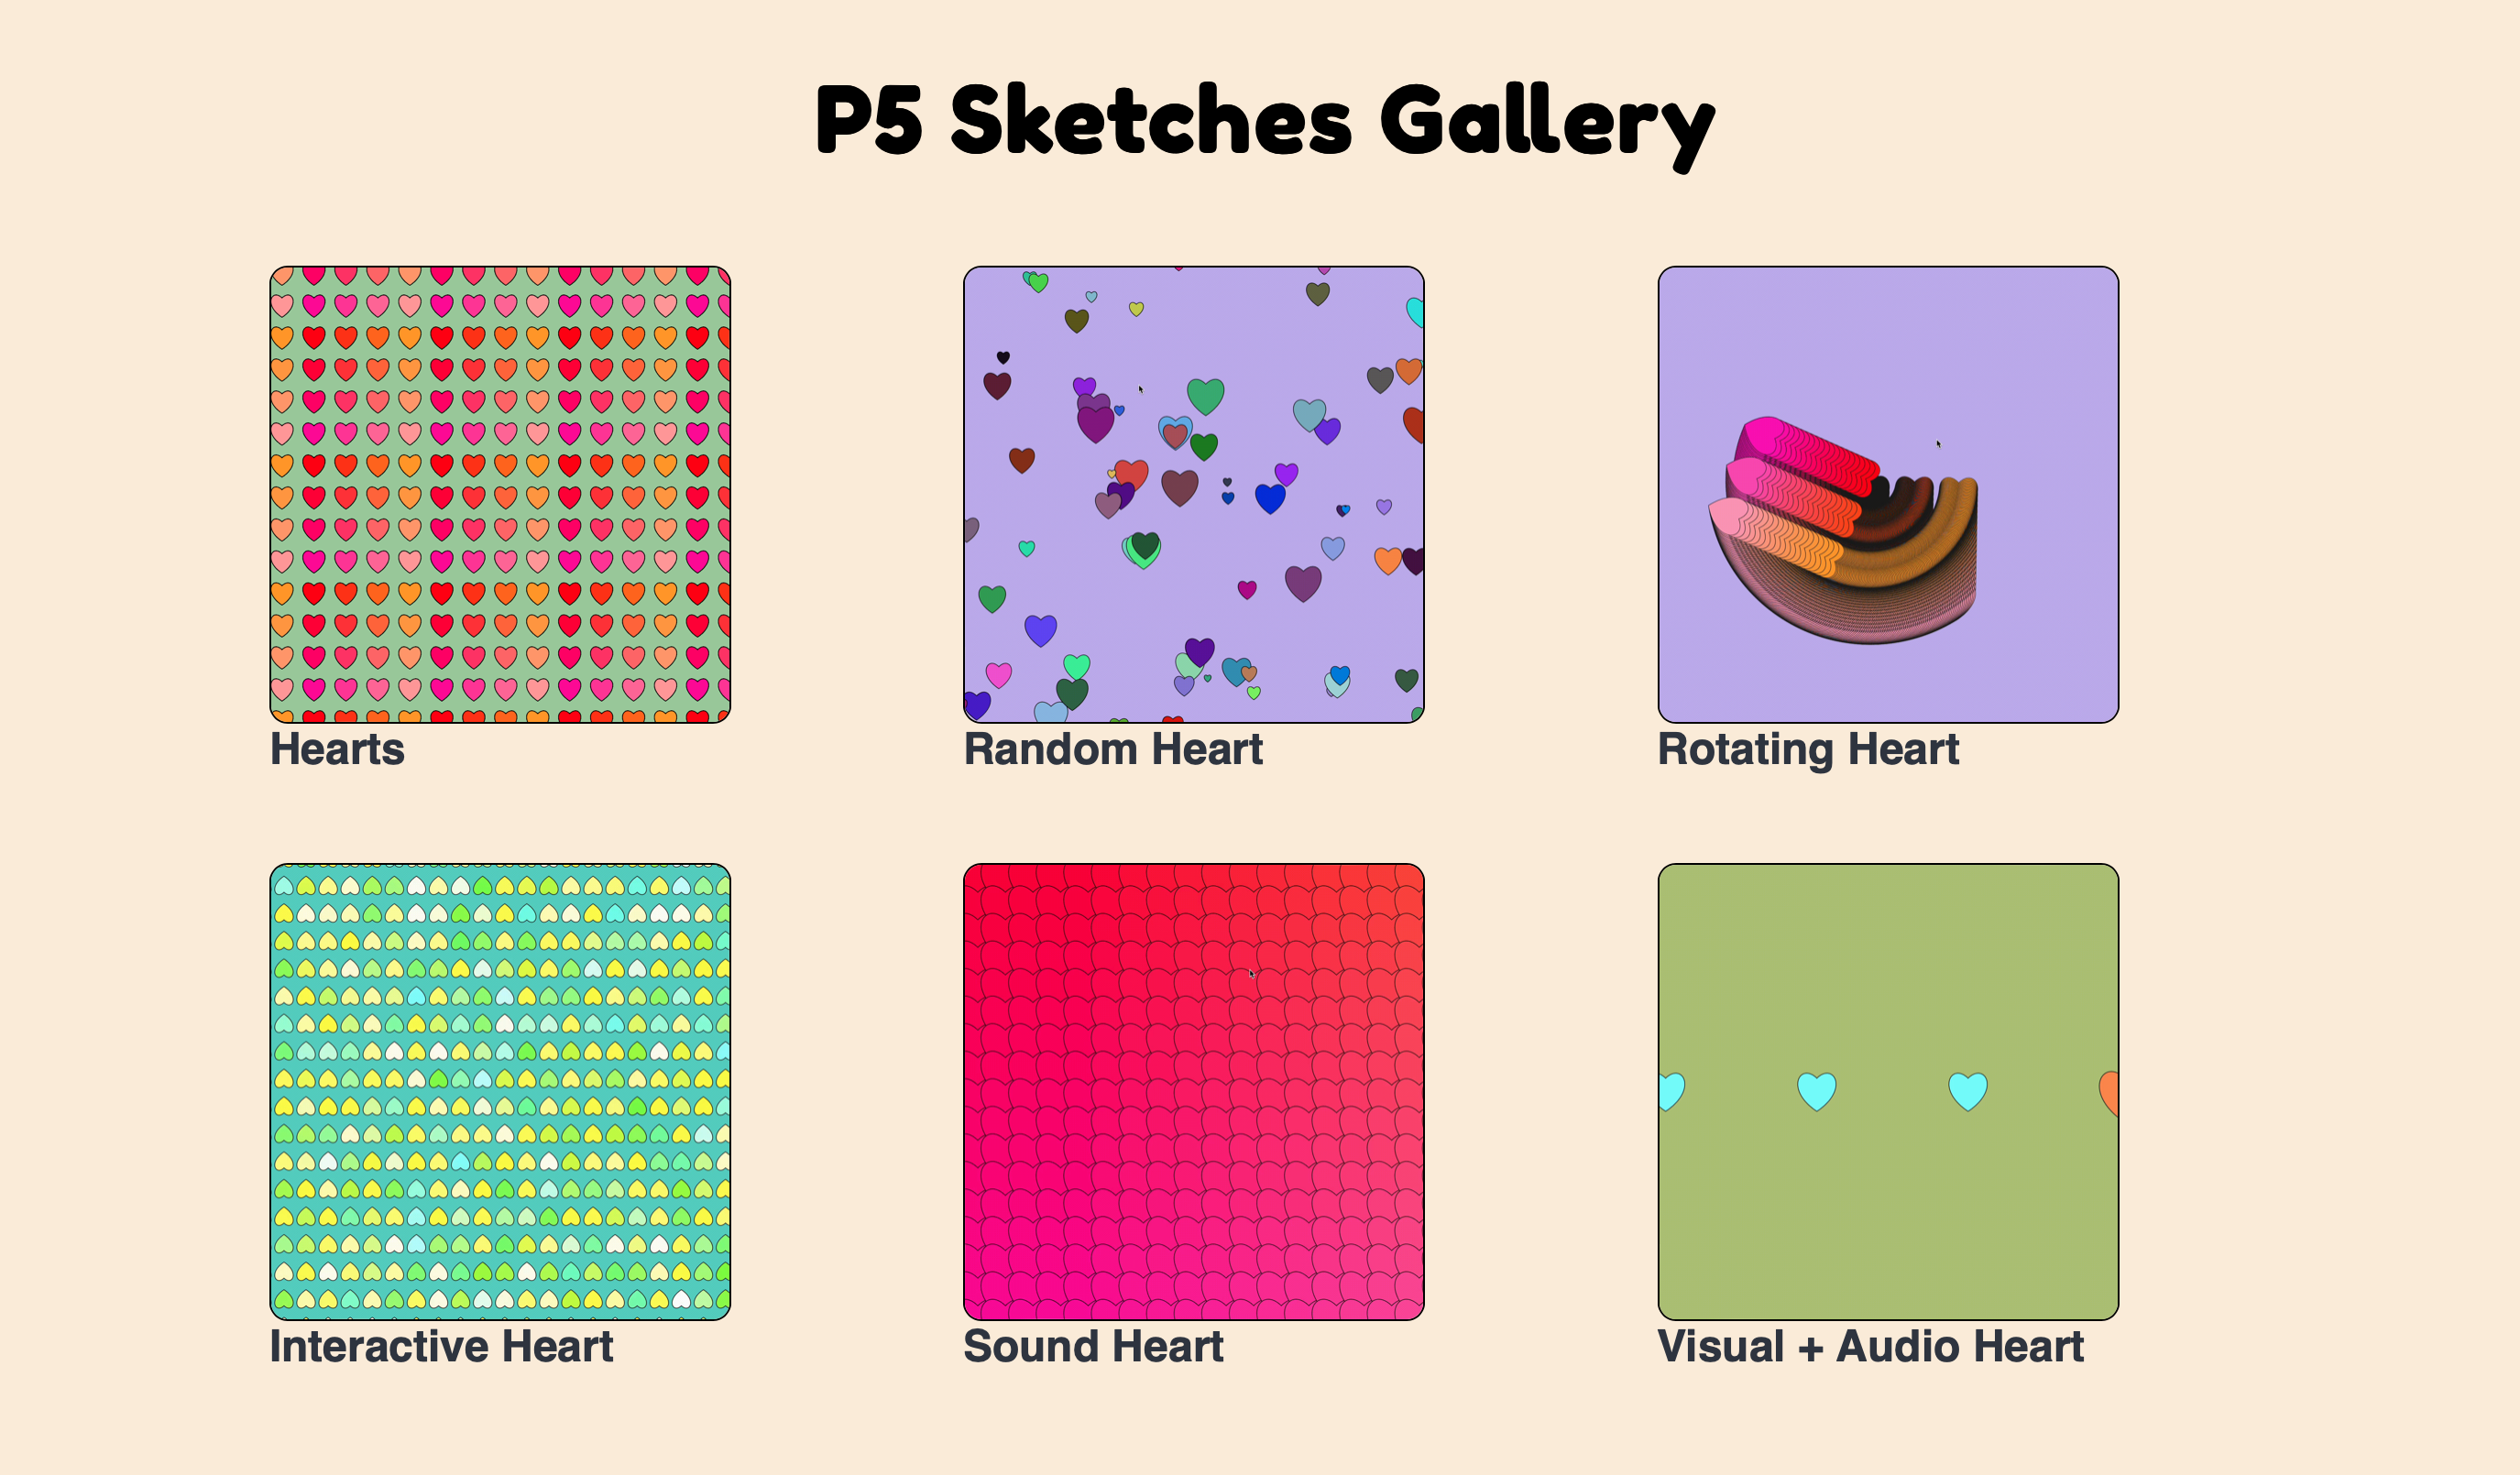 P5 Sketches Gallery
Hearts
Random Heart
Rotating Heart
Interactive Heart
Sound Heart
Visual + Audio Heart